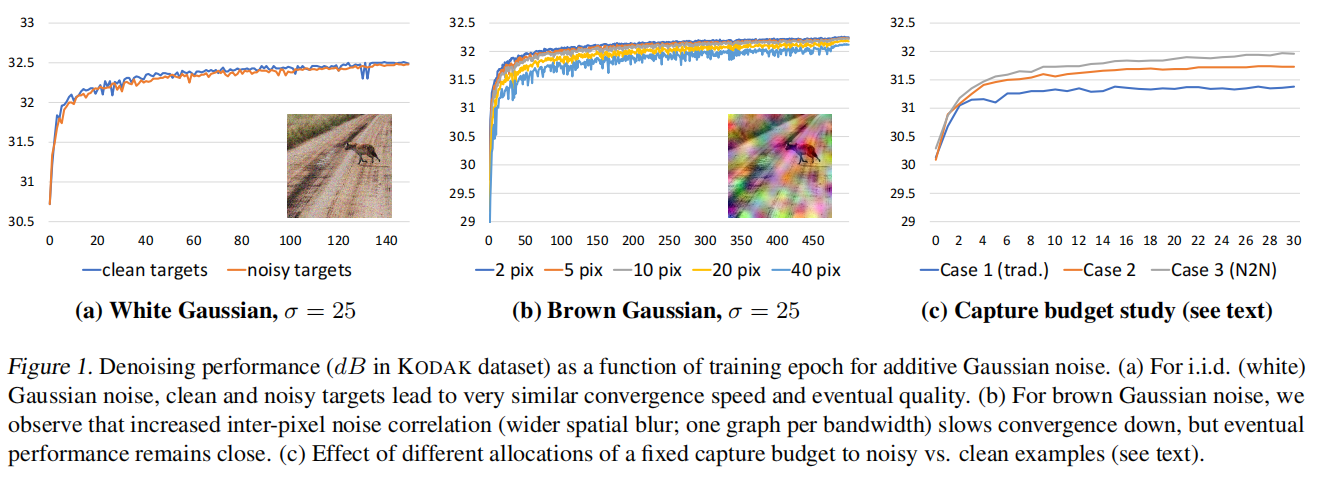 33
32.5
32
31.5
31
30.5
0 20 40 60 80 100 120 140
clean targets noisy targets
(a) White Gaussian, σ = 25
32.5
32
31.5
31
30.5
30
29.5
29
0 50 100 150 200 250 300 350 400 450
2 pix 5 pix 10 pix 20 pix 40 pix
(b) Brown Gaussian, σ = 25
32.5
32
31.5
31
30.5
30
29.5
29
0 2 4 6 8 10 12 14 16 18 20 22 24 26 28 30
Case 1 (trad.) Case 2 Case 3 (N2N)
(c) Capture budget study (see text)
Figure 1. Denoising performance (dB in KODAK dataset) as a function of training epoch for additive Gaussian noise. (a) For i.i.d. (white)
Gaussian noise, clean and noisy targets lead to very similar convergence speed and eventual quality. (b) For brown Gaussian noise, we
observe that increased inter-pixel noise correlation (wider spatial blur; one graph per bandwidth) slows convergence down, but eventual
performance remains close. (c) Effect of different allocations of a fixed capture budget to noisy vs. clean examples (see text).